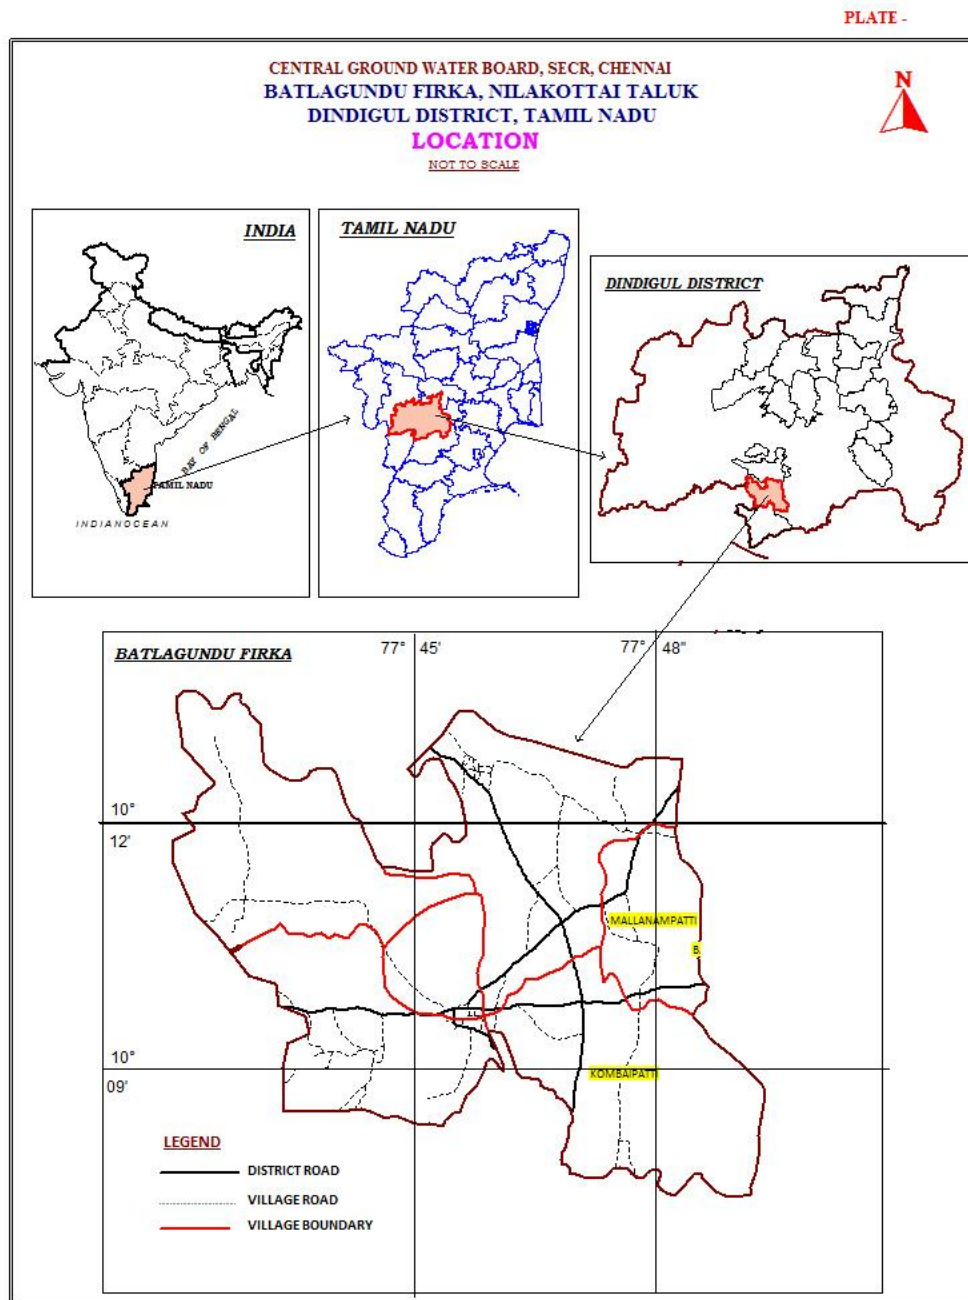 PLATE -
CENTRAL GROUND WATER BOARD, SECR, CHENNAI
BATLAGUNDU FIRKA, NILAKOTTAI TALUK
DINDIGUL DISTRICT, TAMIL NADU
LOCATION
NOT TO SCALE
N
INDIA
BAY OF BENGAL
TAMIL NADU
INDIANOCEAN
TAMIL NADU
DINDIGUL DISTRICT
BATLAGUNDU FIRKA
77° 45'
77° 48"
10°
12'
MALLANAMPATTI
B.
10°
09'
KOMBAIPATTI
LEGEND
DISTRICT ROAD
VILLAGE ROAD
VILLAGE BOUNDARY